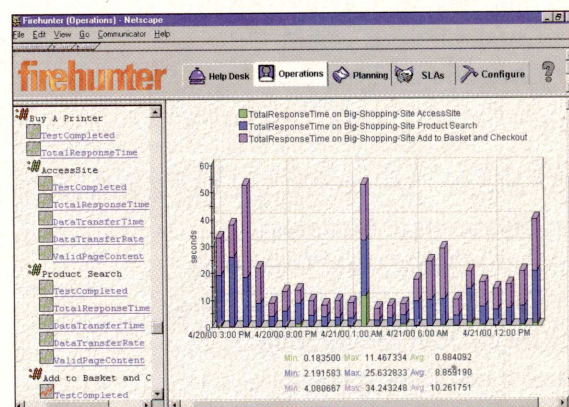 Firehunter (Operations) - Netscape
File Edit View Go Communicator Help
firehunter
Help Desk
Operations
Planning
SLAs
Configure
?
Buy A Printer
TestCompleted
TotalResponseTime
AccessSite
TestCompleted
TotalResponseTime
DataTransferTime
DataTransferRate
ValidPageContent
Product Search
TestCompleted
TotalResponseTime
DataTransferTime
DataTransferRate
ValidPageContent
Add to Basket and C
TestCompleted
TotalResponseTime on Big-Shopping-Site AccessSite
TotalResponseTime on Big-Shopping-Site Product Search
TotalResponseTime on Big-Shopping-Site Add to Basket and Checkout
seconds
60
50
40
30
20
10
0
4/20/00 3:00 PM 4/20/00 8:00 PM 4/21/00 1:00 AM 4/21/00 6:00 AM 4/21/00 12:00 PM
Min: 0.183500 Max: 11.467334 Avg: 0.884092
Min: 2.191583 Max: 25.632833 Avg: 8.859190
Min: 4.080667 Max: 34.243248 Avg: 10.261751